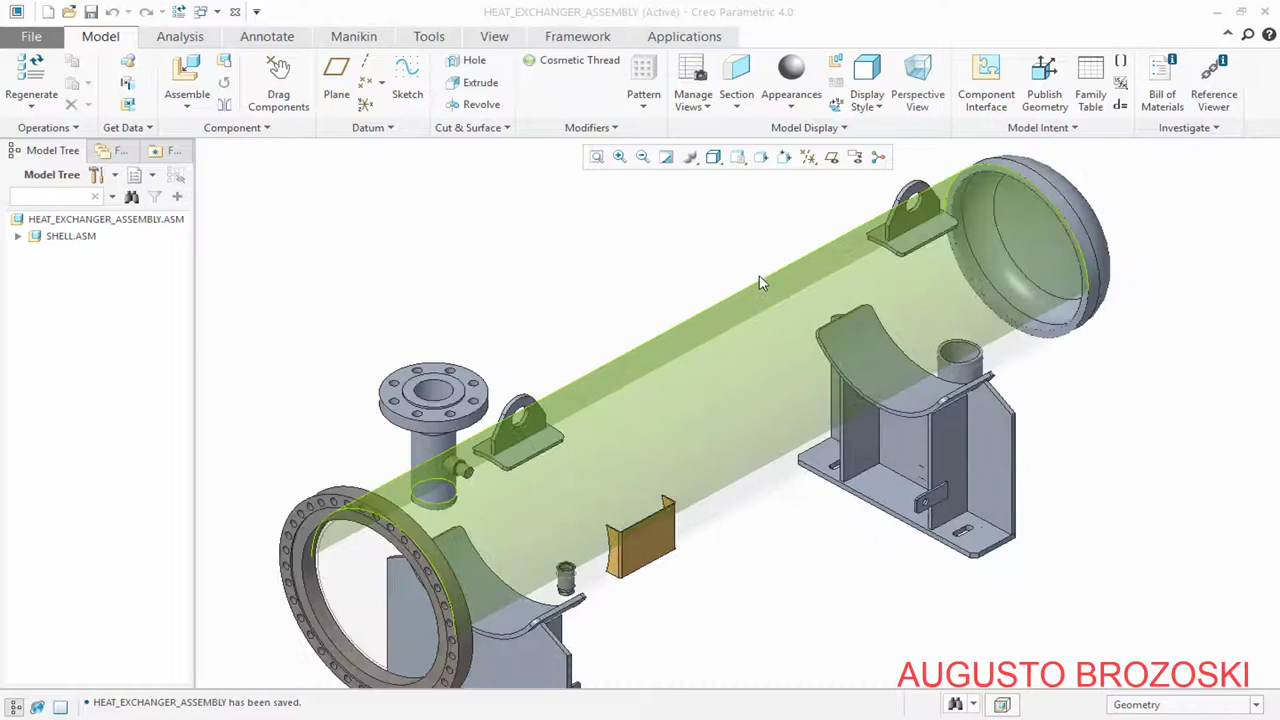 HEAT_EXCHANGER_ASSEMBLY (Active) - Creo Parametric 4.0
File Model Analysis Annotate Manikin Tools View Framework Applications
Regenerate
Assemble
Drag Components
Plane
Sketch
Hole
Extrude
Revolve
Cosmetic Thread
Pattern
Manage Views
Section
Appearances
Display Style
Perspective View
Component Interface
Publish Geometry
Family Table
Bill of Materials
Reference Viewer
Operations Get Data Component Datum Cut & Surface Modifiers Model Display Model Intent Investigate
Model Tree F... F...
Model Tree
HEAT_EXCHANGER_ASSEMBLY.ASM
SHELL.ASM
AUGUSTO BROZOSKI
• HEAT_EXCHANGER_ASSEMBLY has been saved.
Geometry